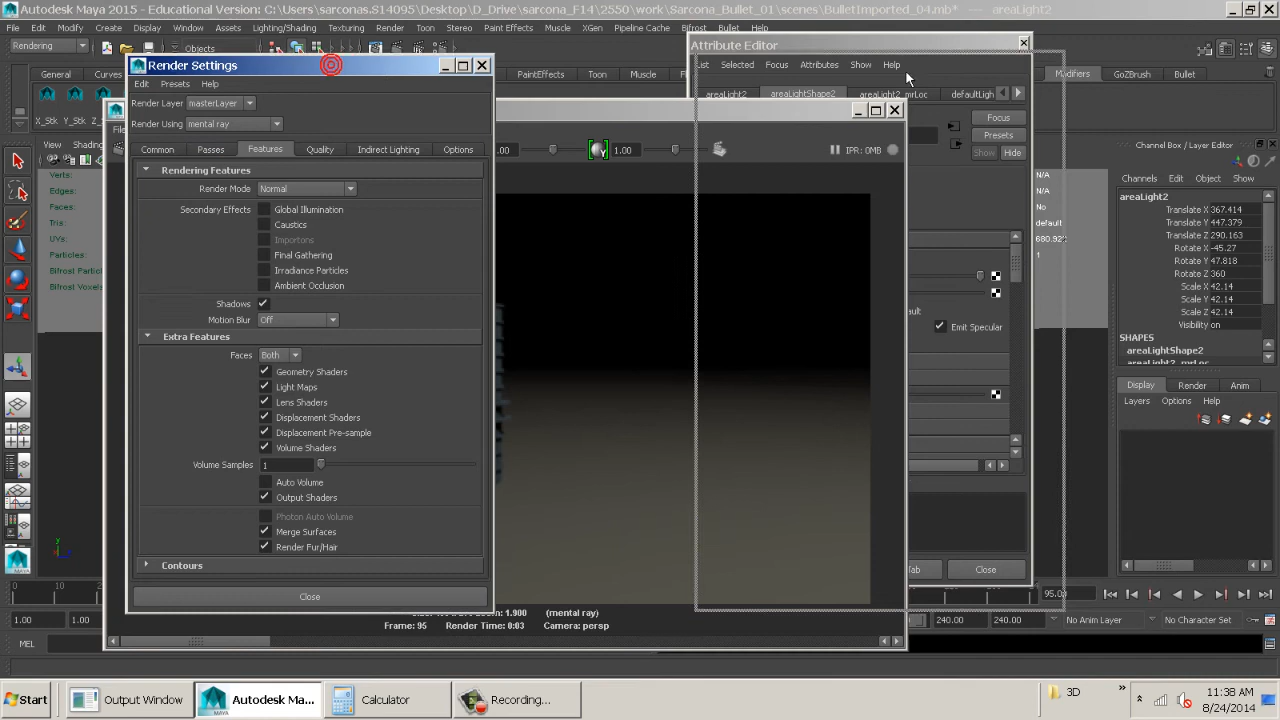 Autodesk Maya 2015 - Educational Version: C:\Users\sarconas.S14095\Desktop\D_Drive\sarcona_F14\2550\work\Sarcona_Bullet_01\scenes\BulletImported_04.mb* - areaLight2
Edit Modify Create Display Window Assets Lighting/Shading Texturing Render Toon Stereo Paint Effects Muscle XGen Pipeline Cache Bifrost Bullet Help
Rendering
Objects
General Curves
PaintEffects Toon Muscle
Modifiers GoZBrush Bullet
X_Stk
View
Verts:
Edges:
Faces:
Tris:
UVs:
Particles:
Bifrost Particl
Bifrost Voxels
Render Settings
Edit Presets Help
Render Layer masterLayer
Render Using mental ray
Common Passes Features Quality Indirect Lighting Options
Rendering Features
Render Mode Normal
Secondary Effects Global Illumination
Caustics
Importons
Final Gathering
Irradiance Particles
Ambient Occlusion
Shadows
Motion Blur Off
Extra Features
Faces Both
Geometry Shaders
Light Maps
Lens Shaders
Displacement Shaders
Displacement Pre-sample
Volume Shaders
Volume Samples 1
Auto Volume
Output Shaders
Photon Auto Volume
Merge Surfaces
Render Fur/Hair
Contours
Close
1.00
IPR: 0MB
1.900 (mental ray)
Frame: 95 Render Time: 0:03 Camera: persp
Attribute Editor
List Selected Focus Attributes Show Help
areaLight2 areaLightShape2 areaLight2_mrLoc defaultLigh
Focus
Presets
Show Hide
Emit Specular
Tab
Close
N/A
N/A
No
default
1
Channel Box / Layer Editor
Channels Edit Object Show
areaLight2
Translate X 367.414
Translate Y 447.379
Translate Z 290.163
Rotate X -45.27
Rotate Y 47.818
Rotate Z 360
Scale X 42.14
Scale Y 42.14
Scale Z 42.14
Visibility on
SHAPES
areaLightShape2
areaLight2_mrLoc
Display Render Anim
Layers Options Help
0 10
95.00
1.00 1.00
240.00 240.00 No Anim Layer No Character Set
MEL
Start Output Window Autodesk Ma... Calculator Recording...
3D
11:38 AM
8/24/2014